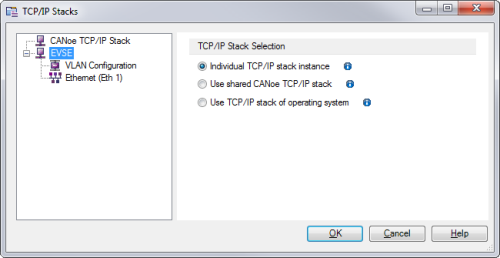 TCP/IP Stacks
CANoe TCP/IP Stack
EVSE
VLAN Configuration
Ethernet (Eth 1)
TCP/IP Stack Selection
Individual TCP/IP stack instance
Use shared CANoe TCP/IP stack
Use TCP/IP stack of operating system
OK
Cancel
Help